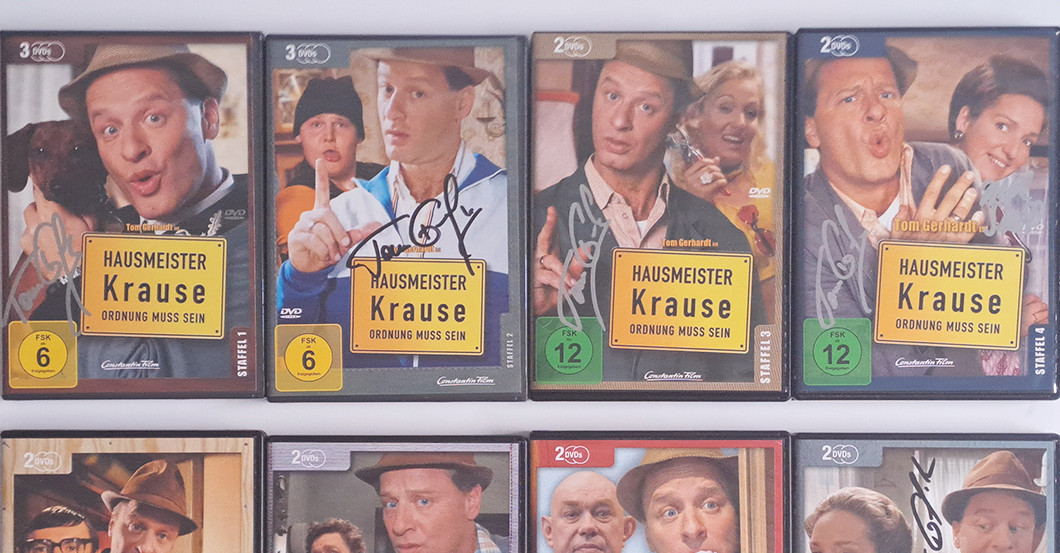 3 DVDs
DVD
Tom Gerhardt ist
HAUSMEISTER
Krause
ORDNUNG MUSS SEIN
FSK
ab
6
freigegeben
Constantin Film
STAFFEL 1
3 DVDs
HAUSMEISTER
Krause
ORDNUNG MUSS SEIN
DVD
FSK
ab
6
freigegeben
Constantin Film
STAFFEL 2
2 DVDs
DVD
Tom Gerhardt ist
HAUSMEISTER
Krause
ORDNUNG MUSS SEIN
FSK
ab
12
freigegeben
Constantin Film
STAFFEL 3
2 DVDs
Tom Gerhardt ist
HAUSMEISTER
Krause
ORDNUNG MUSS SEIN
FSK
ab
12
freigegeben
Constantin Film
STAFFEL 4
2 DVDs
2 DVDs
2 DVDs
2 DVDs